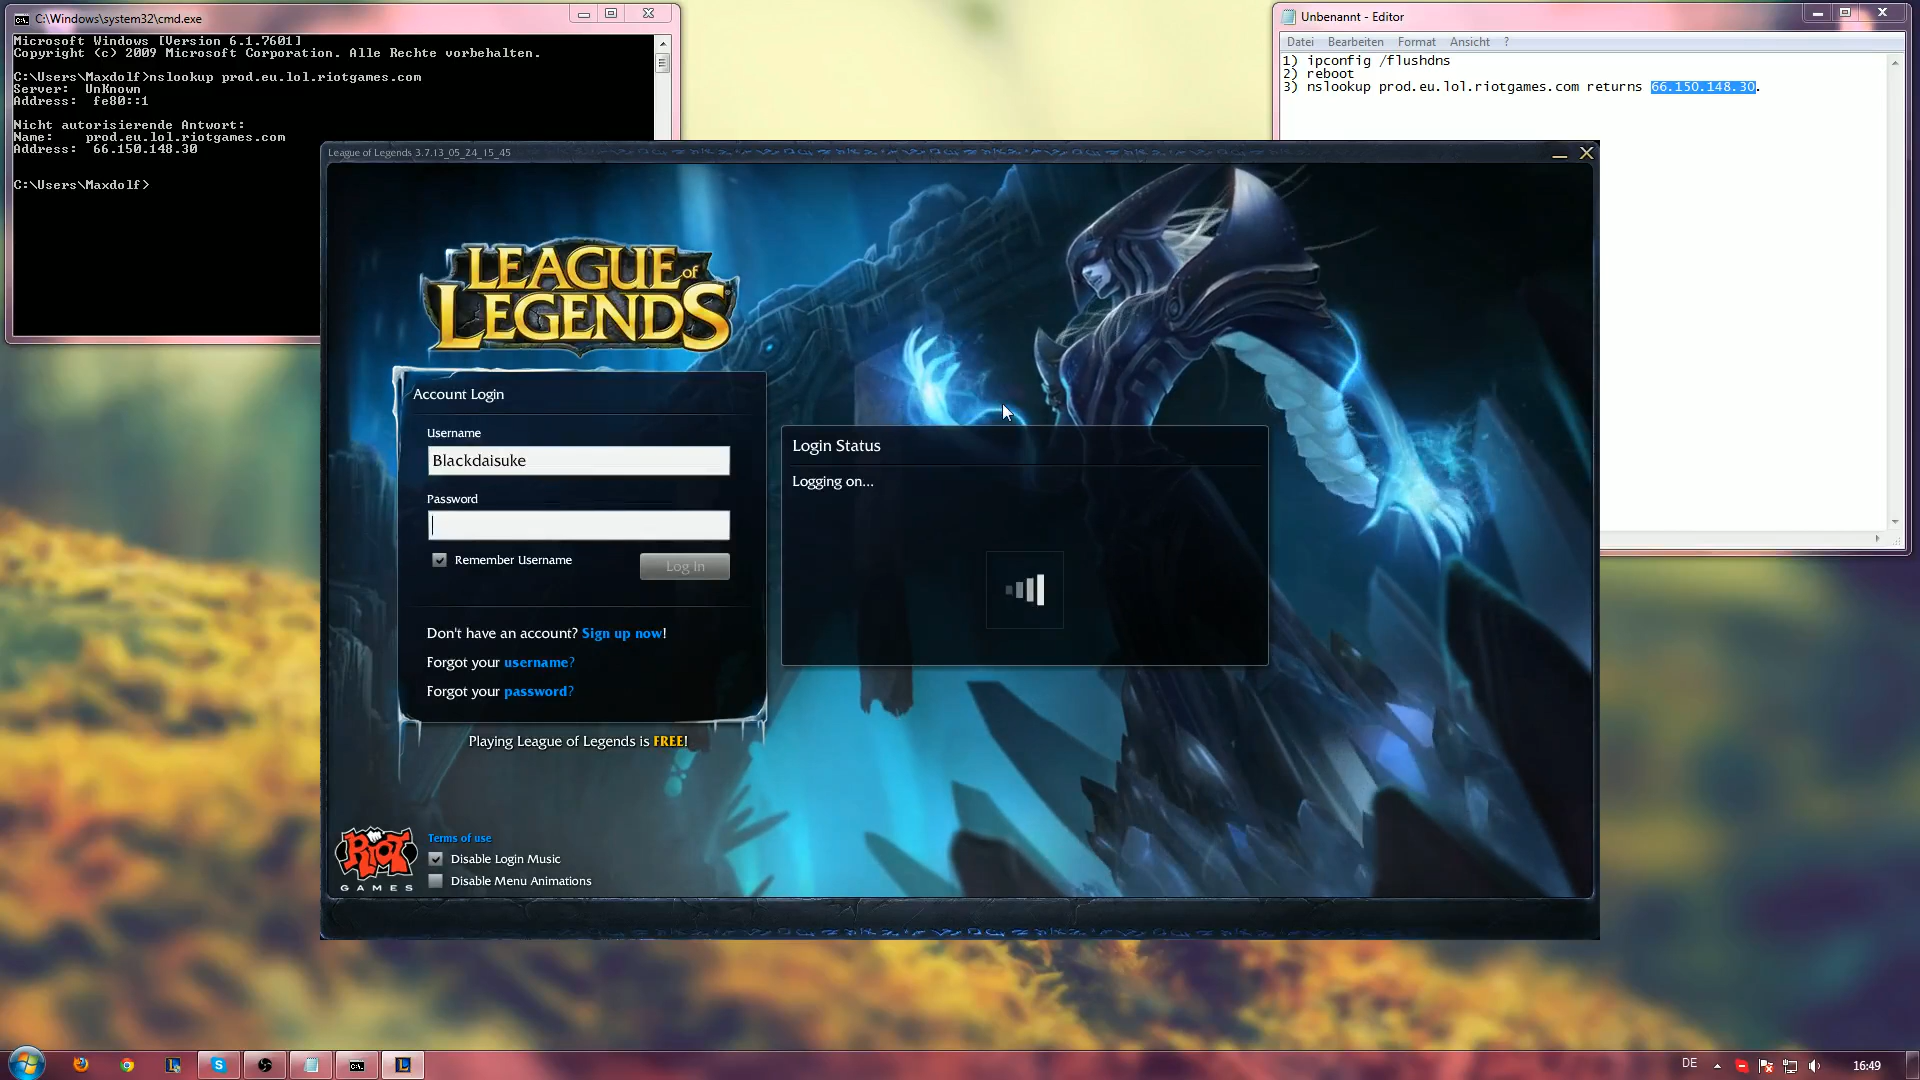 C:\Windows\system32\cmd.exe
Microsoft Windows [Version 6.1.7601]
Copyright (c) 2009 Microsoft Corporation. Alle Rechte vorbehalten.
C:\Users\Maxdolf>nslookup prod.eu.lol.riotgames.com
Server:  UnKnown
Address:  fe80::1
Nicht autorisierende Antwort:
Name:    prod.eu.lol.riotgames.com
Address:  66.150.148.30
C:\Users\Maxdolf>
Unbenannt - Editor
Datei Bearbeiten Format Ansicht ?
1) ipconfig /flushdns
2) reboot
3) nslookup prod.eu.lol.riotgames.com returns 66.150.148.30.
League of Legends 3.7.13_05_24_15_45
LEAGUE of
LEGENDS
Account Login
Username
Blackdaisuke
Password
Remember Username
Log In
Don't have an account? Sign up now!
Forgot your username?
Forgot your password?
Playing League of Legends is FREE!
Login Status
Logging on...
RIOT
GAMES
Terms of use
Disable Login Music
Disable Menu Animations
DE
16:49